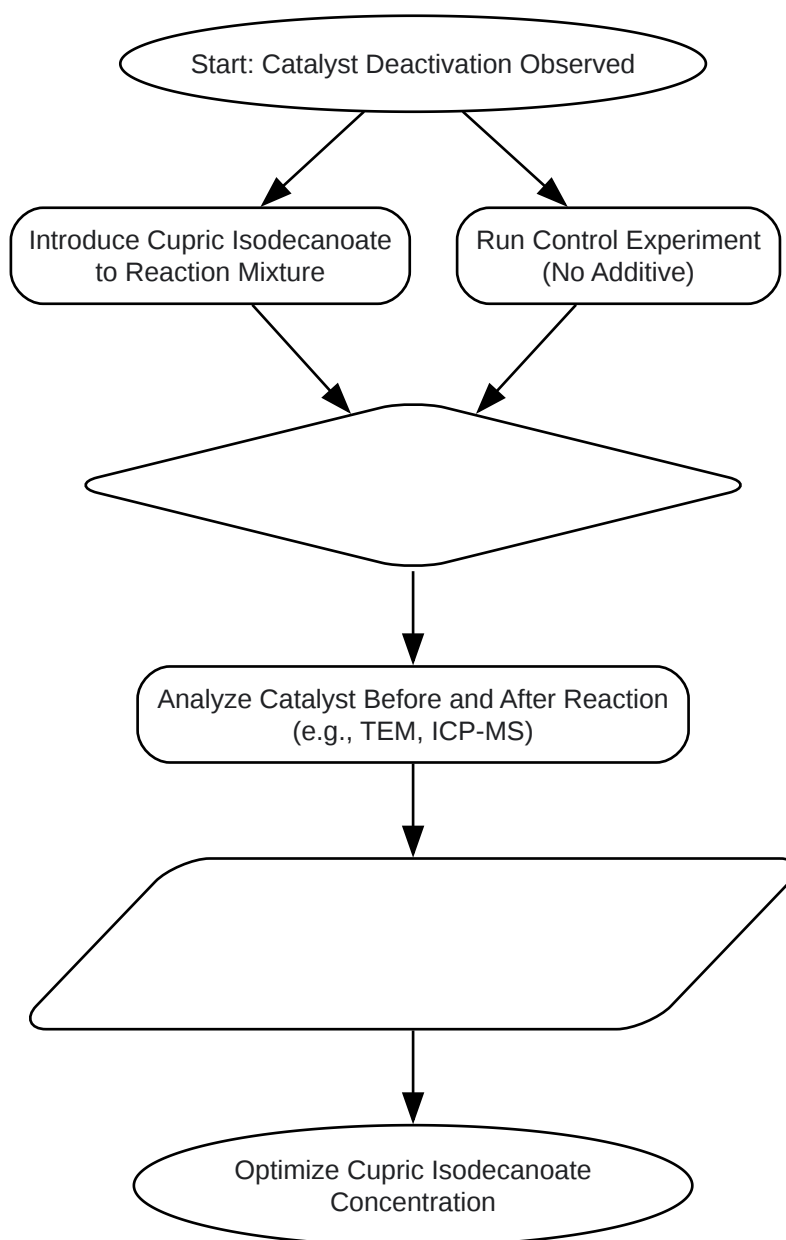 Start: Catalyst Deactivation Observed
Introduce Cupric Isodecanoate
to Reaction Mixture
Run Control Experiment
(No Additive)
Analyze Catalyst Before and After Reaction
(e.g., TEM, ICP-MS)
Optimize Cupric Isodecanoate
Concentration